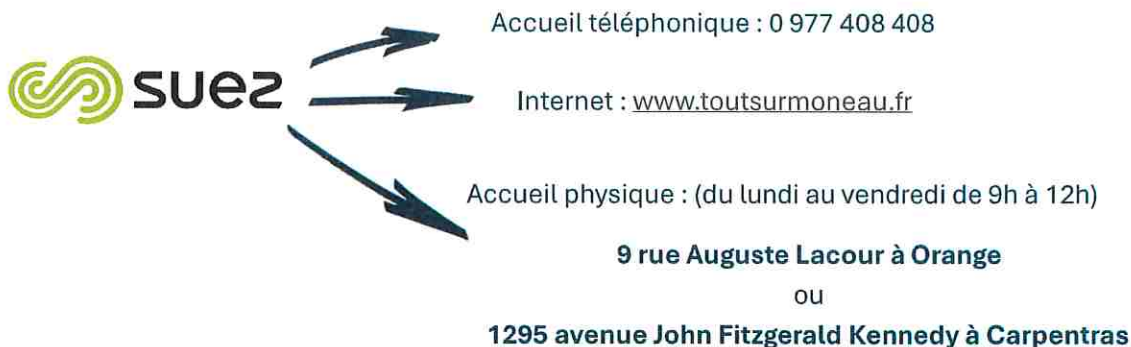 Accueil téléphonique : 0 977 408 408
suez
Internet : www.toutsurmoneau.fr
Accueil physique : (du lundi au vendredi de 9h à 12h)
9 rue Auguste Lacour à Orange
ou
1295 avenue John Fitzgerald Kennedy à Carpentras